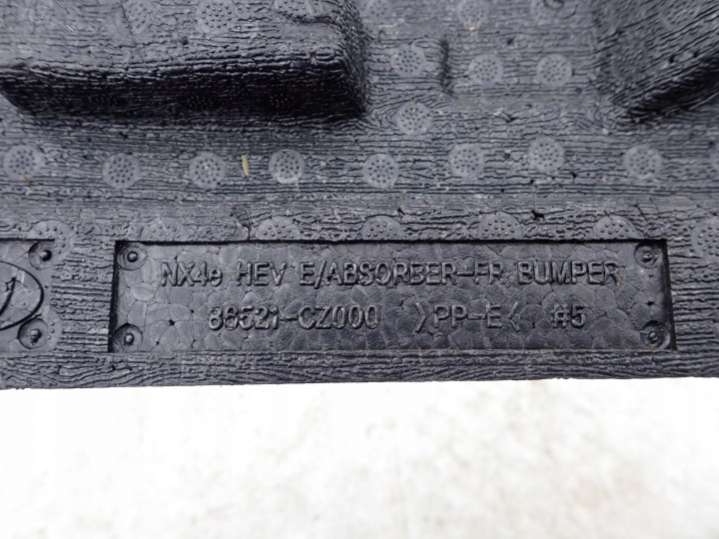 NX4e HEV E/ABSORBER-FR BUMPER
86521-CZ000 >PP-E< #5